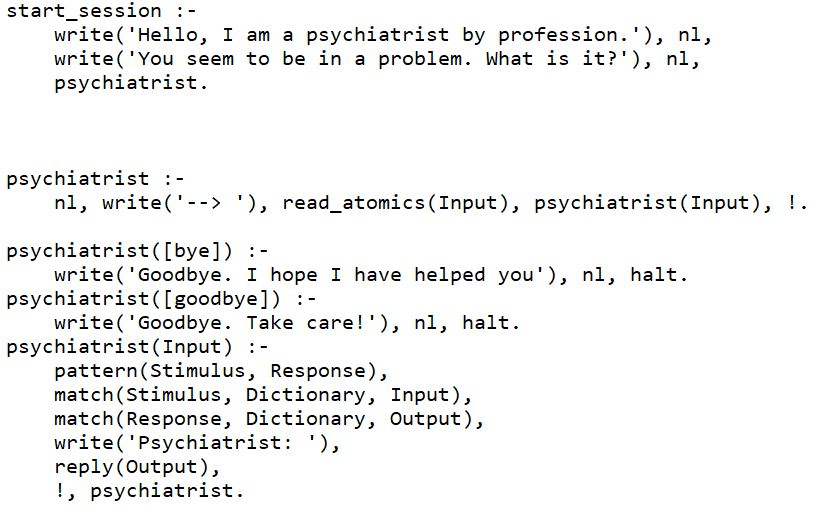 start_session :-
    write('Hello, I am a psychiatrist by profession.'), nl,
    write('You seem to be in a problem. What is it?'), nl,
    psychiatrist.
psychiatrist :-
    nl, write('--> '), read_atomics(Input), psychiatrist(Input), !.
psychiatrist([bye]) :-
    write('Goodbye. I hope I have helped you'), nl, halt.
psychiatrist([goodbye]) :-
    write('Goodbye. Take care!'), nl, halt.
psychiatrist(Input) :-
    pattern(Stimulus, Response),
    match(Stimulus, Dictionary, Input),
    match(Response, Dictionary, Output),
    write('Psychiatrist: '),
    reply(Output),
    !, psychiatrist.